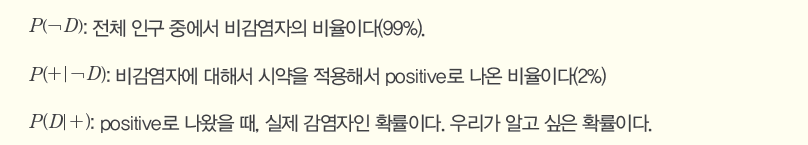 P(¬D): 전체 인구 중에서 비감염자의 비율이다(99%).
P(+|¬D): 비감염자에 대해서 시약을 적용해서 positive로 나온 비율이다(2%)
P(D|+): positive로 나왔을 때, 실제 감염자인 확률이다. 우리가 알고 싶은 확률이다.